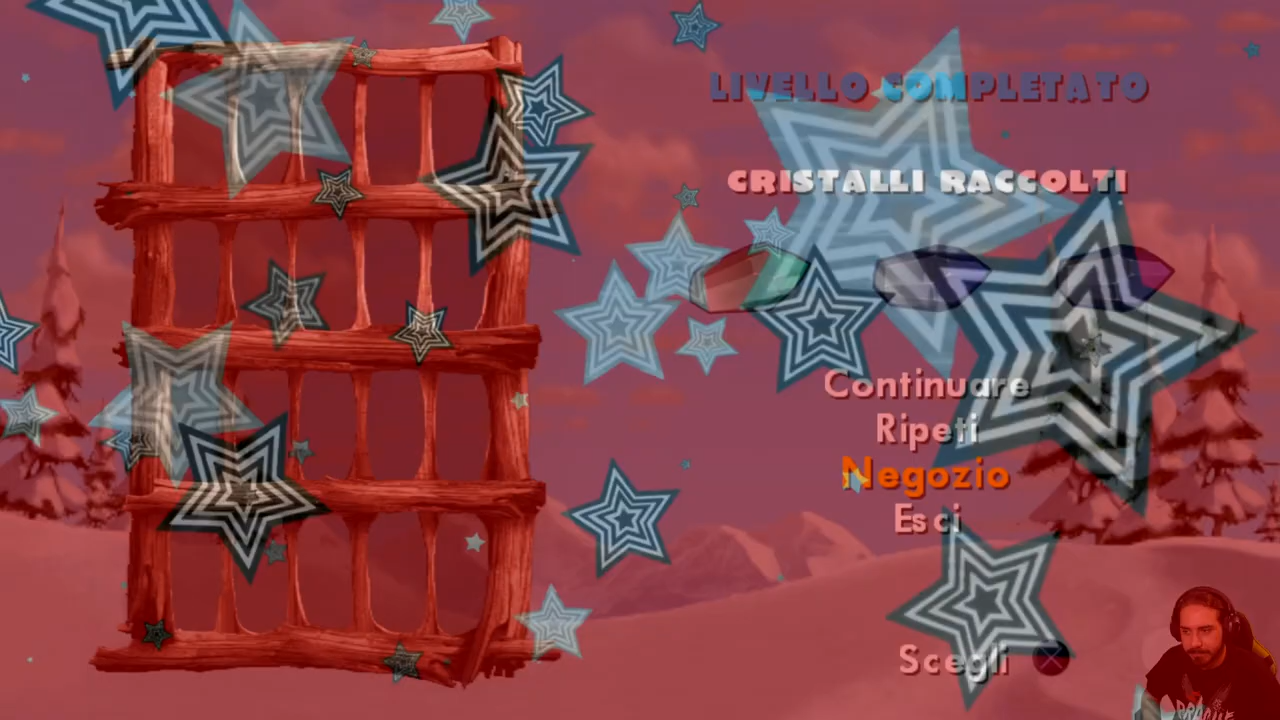 LIVELLO COMPLETATO
CRISTALLI RACCOLTI
Continuare
Ripeti
Negozio
Esci
Scegli